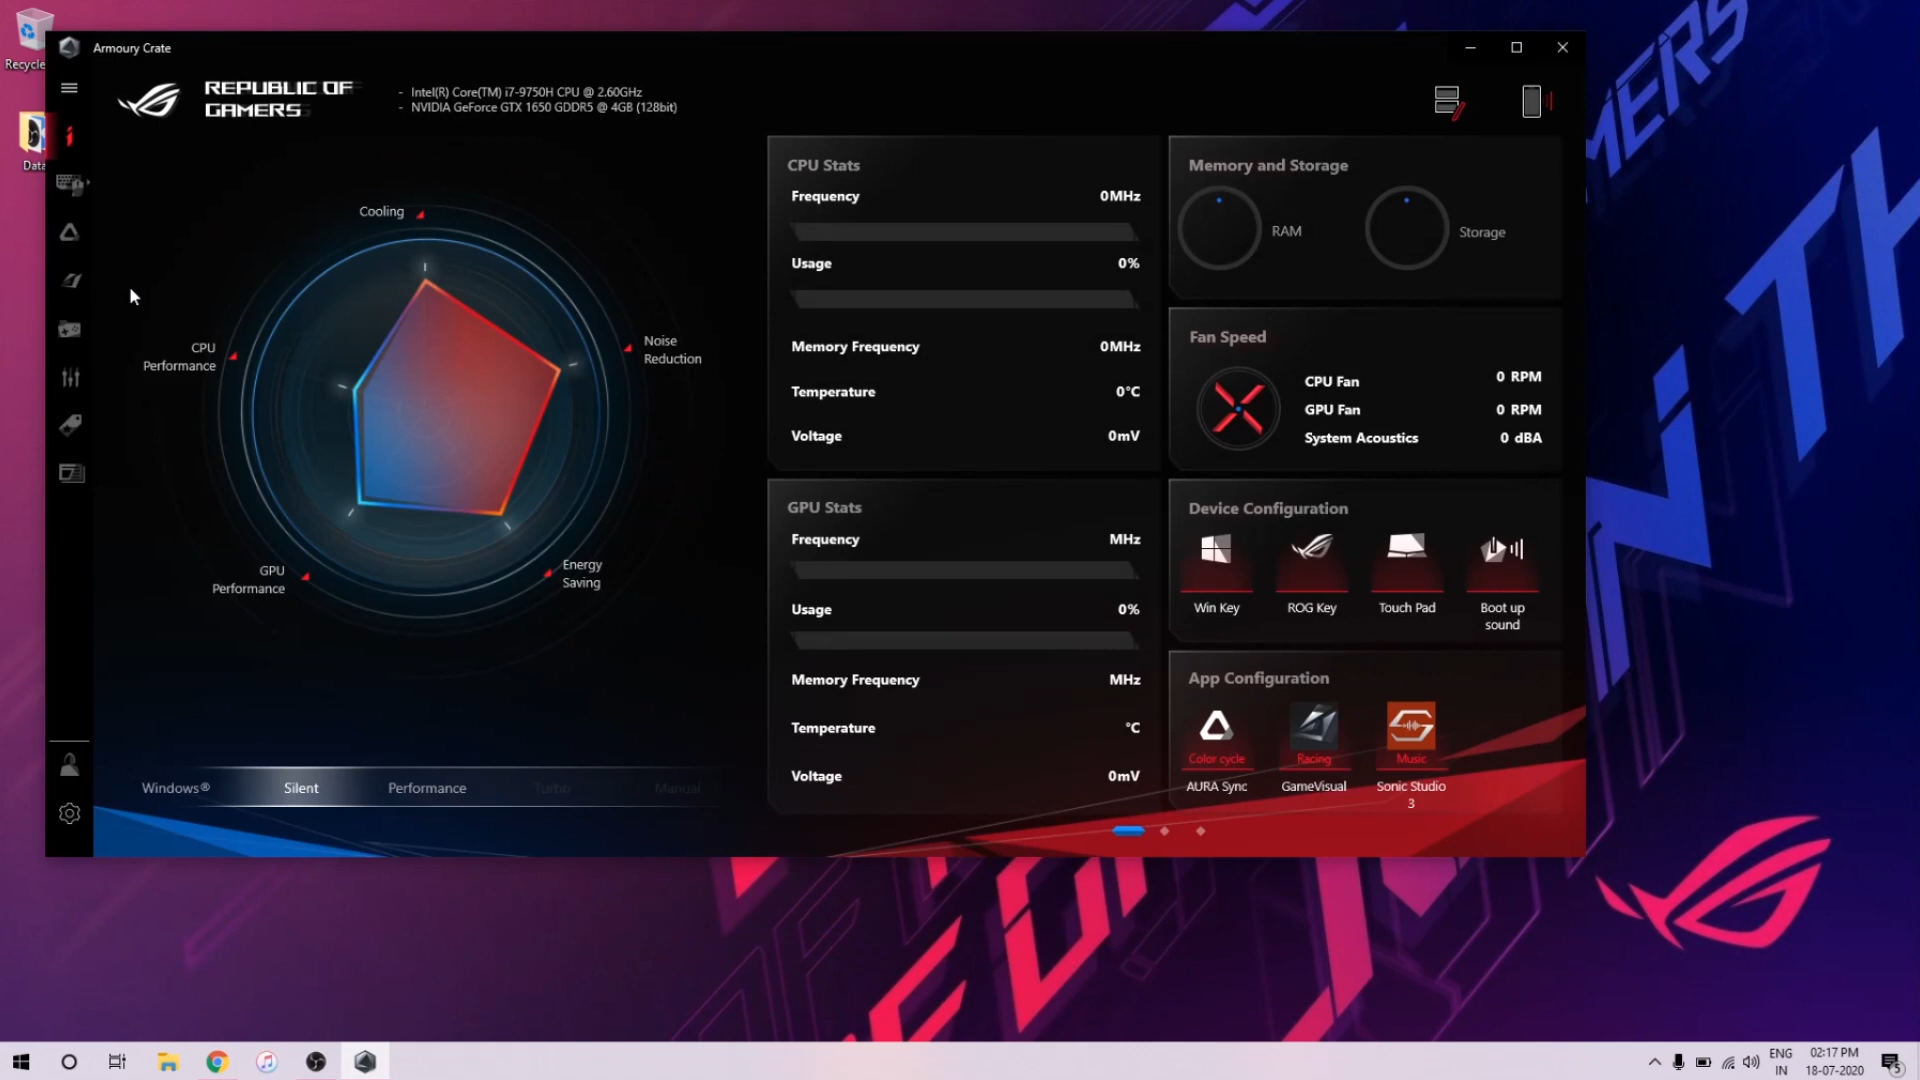 Recycle
Data
Armoury Crate
REPUBLIC OF
GAMERS
- Intel(R) Core(TM) i7-9750H CPU @ 2.60GHz
- NVIDIA GeForce GTX 1650 GDDR5 @ 4GB (128bit)
Cooling
CPU
Performance
Noise
Reduction
GPU
Performance
Energy
Saving
Windows®
Silent
Performance
Turbo
Manual
CPU Stats
Frequency 0MHz
Usage 0%
Memory Frequency 0MHz
Temperature 0°C
Voltage 0mV
GPU Stats
Frequency MHz
Usage 0%
Memory Frequency MHz
Temperature °C
Voltage 0mV
Memory and Storage
RAM
Storage
Fan Speed
CPU Fan 0 RPM
GPU Fan 0 RPM
System Acoustics 0 dBA
Device Configuration
Win Key
ROG Key
Touch Pad
Boot up
sound
App Configuration
Color cycle
AURA Sync
Racing
GameVisual
Music
Sonic Studio
3
ENG
IN
02:17 PM
18-07-2020
5